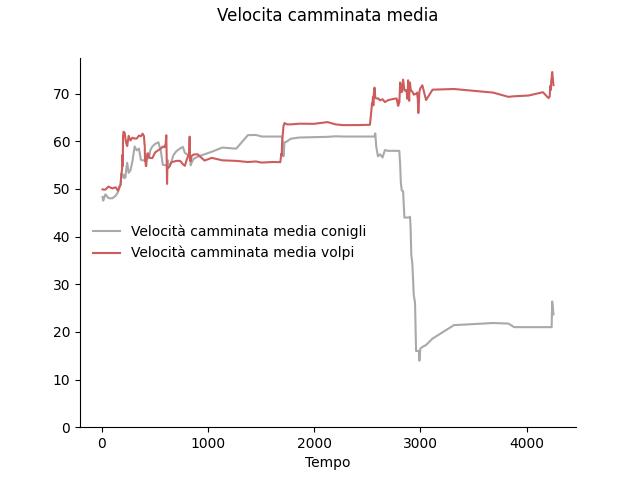 Velocita camminata media
70
60
50
40
30
20
10
0
Velocità camminata media conigli
Velocità camminata media volpi
0 1000 2000 3000 4000
Tempo